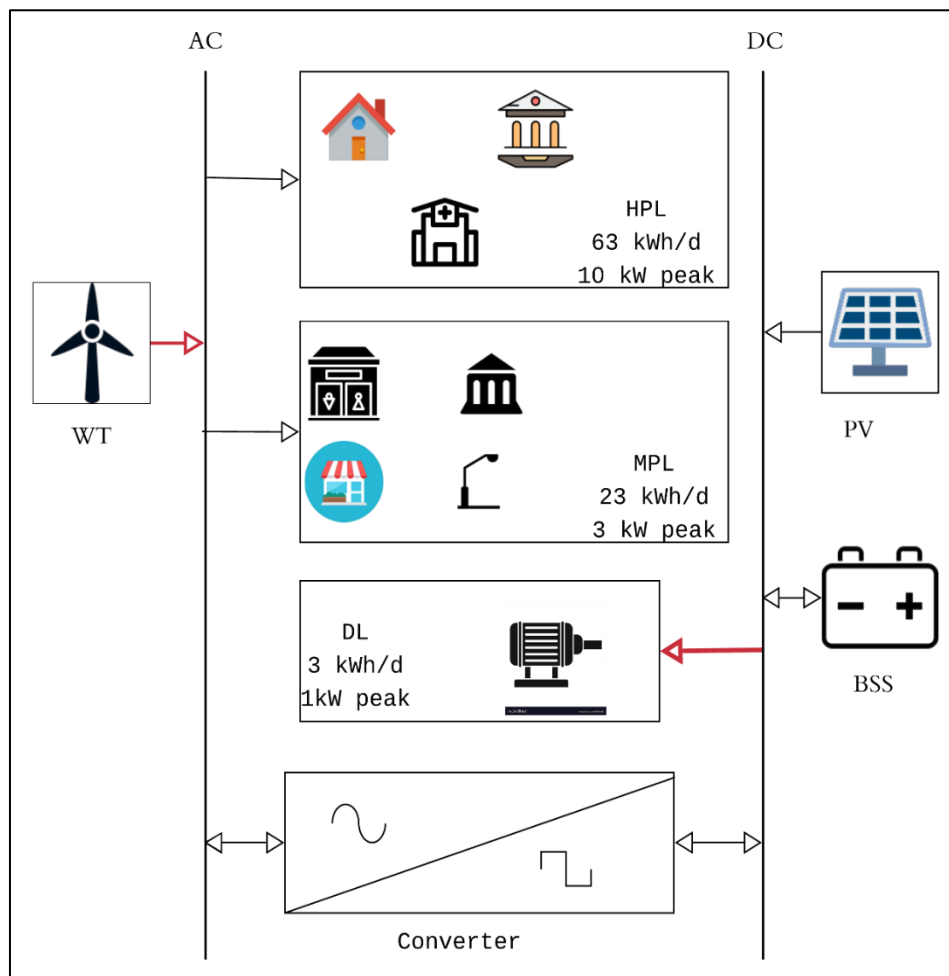 AC
DC
HPL
63 kWh/d
10 kW peak
WT
PV
MPL
23 kWh/d
3 kW peak
DL
3 kWh/d
1kW peak
BSS
Converter